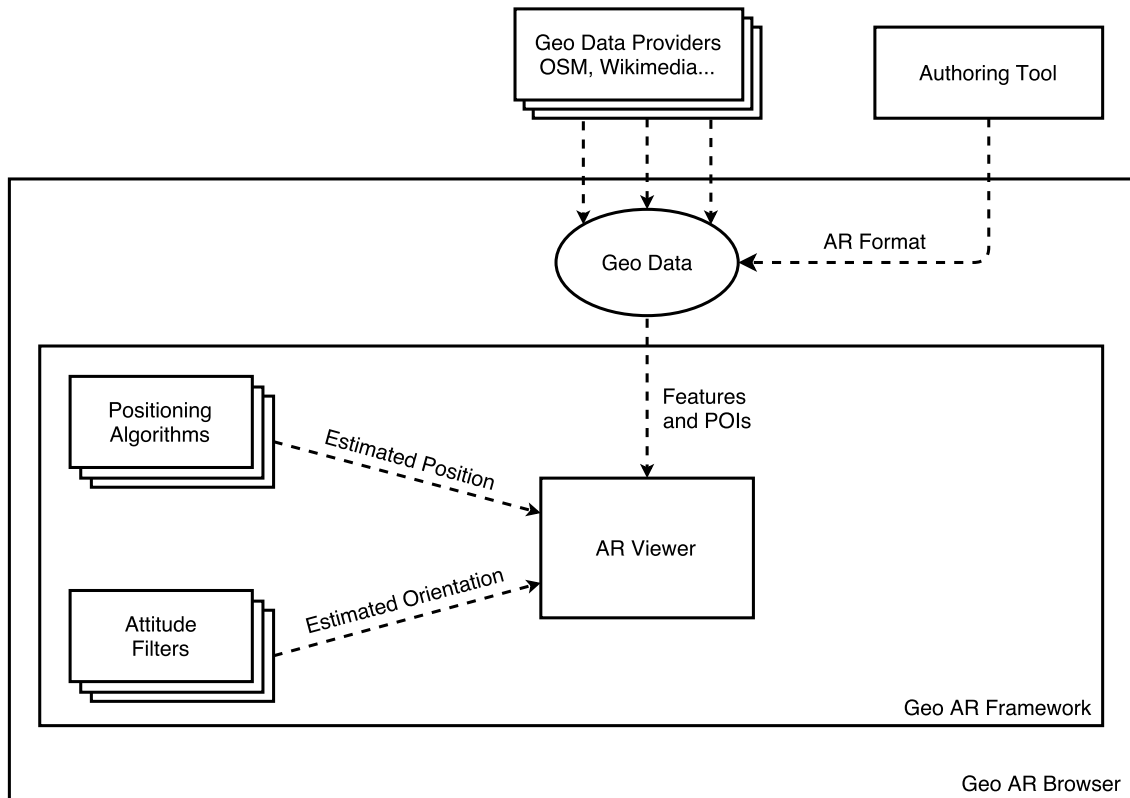 Geo Data Providers
OSM, Wikimedia...
Authoring Tool
AR Format
Geo Data
Features
and POIs
Positioning
Algorithms
Estimated Position
AR Viewer
Estimated Orientation
Attitude
Filters
Geo AR Framework
Geo AR Browser